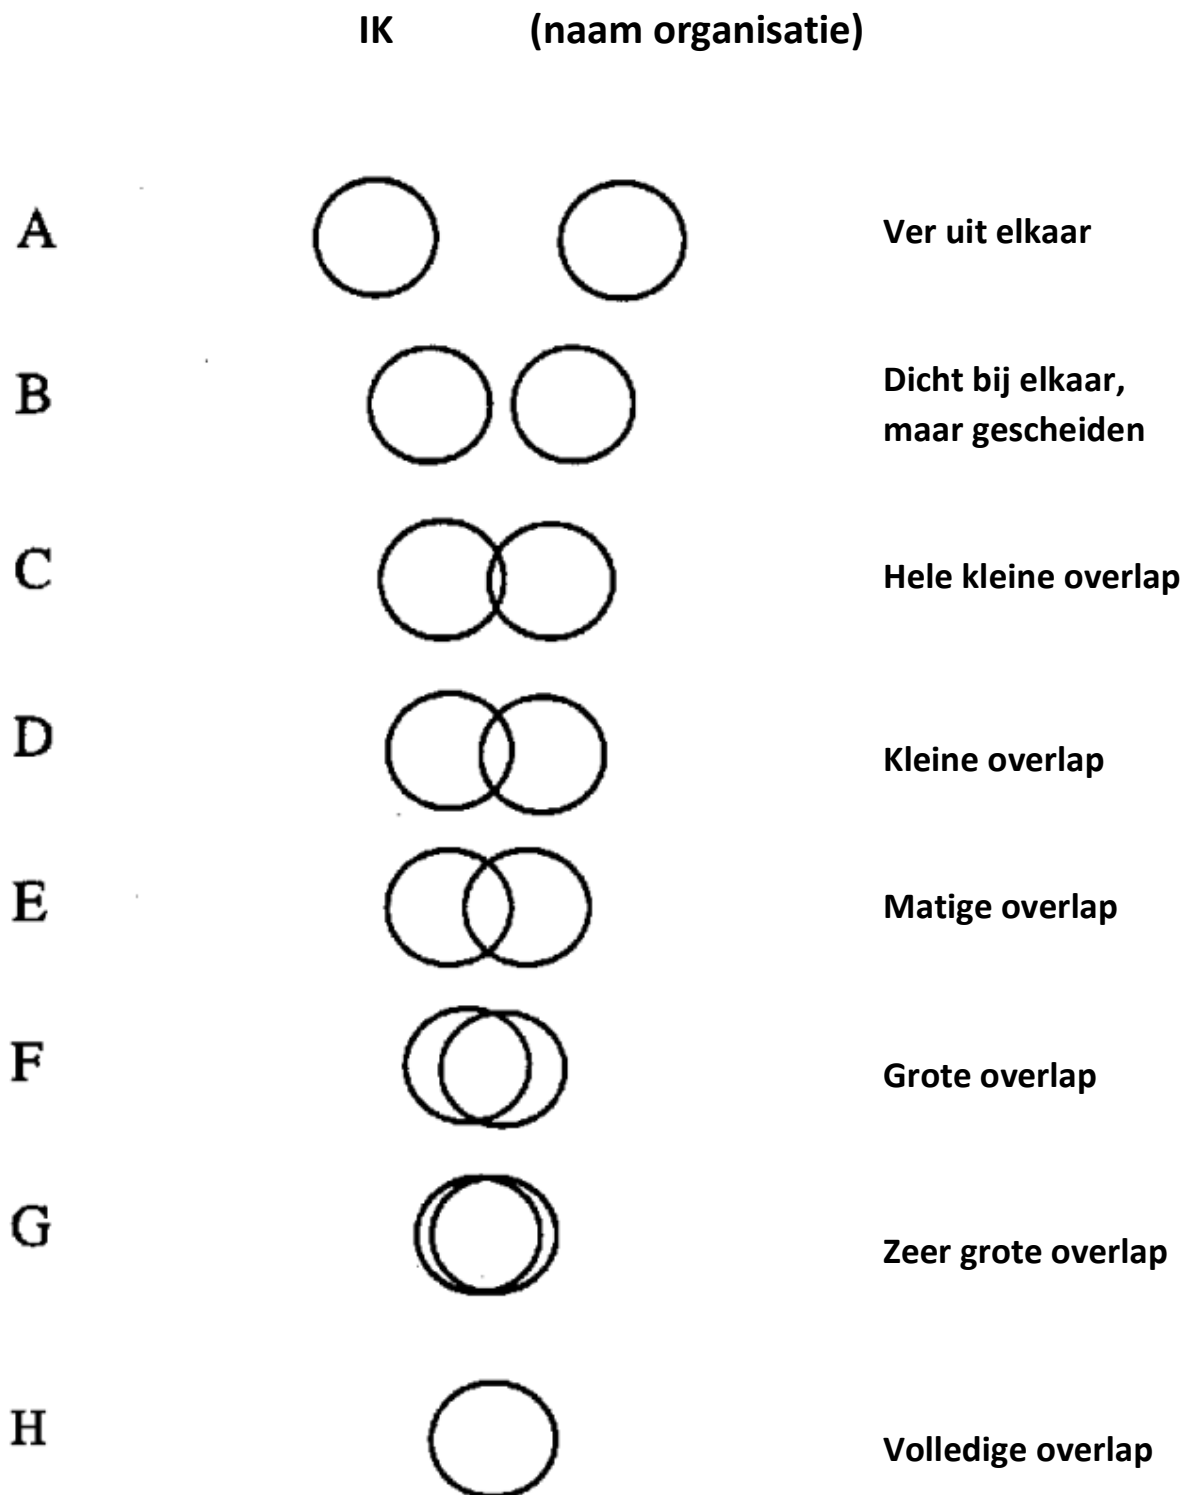 IK (naam organisatie)
A Ver uit elkaar
B Dicht bij elkaar,
maar gescheiden
C Hele kleine overlap
D Kleine overlap
E Matige overlap
F Grote overlap
G Zeer grote overlap
H Volledige overlap